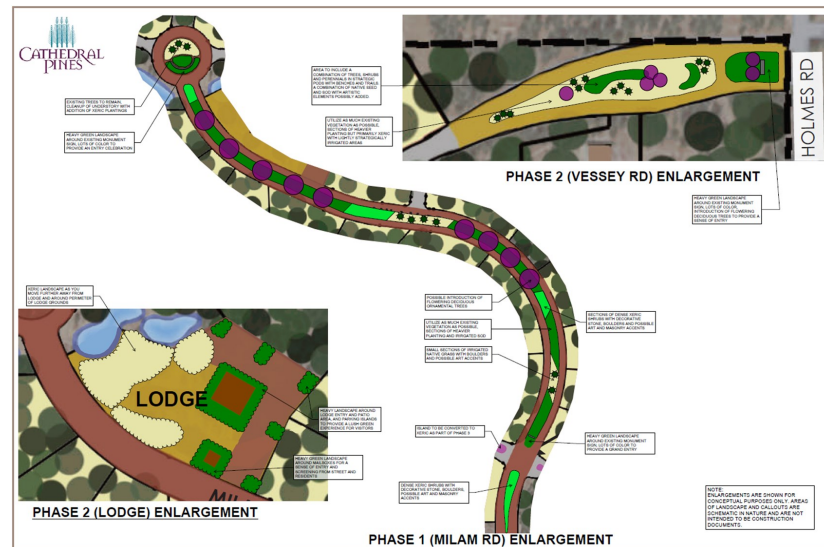 CATHEDRAL
PINES
EXISTING TREES TO REMAIN,
CLEANUP OF UNDERSTORY WITH
ADDITION OF XERIC PLANTINGS
HEAVY GREEN LANDSCAPE
AROUND EXISTING MONUMENT
SIGN, LOTS OF COLOR TO
PROVIDE AN ENTRY CELEBRATION
AREA TO INCLUDE A
COMBINATION OF TREES, SHRUBS
AND PERENNIALS IN STRATEGIC
PODS WITH BENCHES AND TRAILS.
A COMBINATION OF NATIVE SEED
AND SOD WITH ARTISTIC
ELEMENTS POSSIBLY ADDED.
UTILIZE AS MUCH EXISTING
VEGETATION AS POSSIBLE,
SECTIONS OF HEAVIER
PLANTING BUT PRIMARILY XERIC
WITH LIGHTLY STRATEGICALLY
IRRIGATED AREAS
HOLMES RD
PHASE 2 (VESSEY RD) ENLARGEMENT
HEAVY GREEN LANDSCAPE
AROUND EXISTING MONUMENT
SIGN, LOTS OF COLOR,
INTRODUCTION OF FLOWERING
DECIDUOUS TREES TO PROVIDE A
SENSE OF ENTRY
XERIC LANDSCAPE AS YOU
MOVE FURTHER AWAY FROM
LODGE AND AROUND PERIMETER
OF LODGE GROUNDS.
LODGE
HEAVY LANDSCAPE AROUND
LODGE ENTRY AND PATIO
AREA, AND PARKING ISLANDS
TO PROVIDE A LUSH GREEN
EXPERIENCE FOR VISITORS
HEAVY GREEN LANDSCAPE
AROUND MAILBOXES FOR A
SENSE OF ENTRY AND
SCREENING FROM STREET AND
RESIDENTS
PHASE 2 (LODGE) ENLARGEMENT
POSSIBLE INTRODUCTION OF
FLOWERING DECIDUOUS
ORNAMENTAL TREES
UTILIZE AS MUCH EXISTING
VEGETATION AS POSSIBLE,
SECTIONS OF HEAVIER
PLANTING AND IRRIGATED SOD
SMALL SECTIONS OF IRRIGATED
NATIVE GRASS WITH BOULDERS
AND POSSIBLE ART ACCENTS
SECTIONS OF DENSE XERIC
SHRUBS WITH DECORATIVE
STONE, BOULDERS AND POSSIBLE
ART AND MASONRY ACCENTS
ISLAND TO BE CONVERTED TO
XERIC AS PART OF PHASE II
HEAVY GREEN LANDSCAPE
AROUND EXISTING MONUMENT
SIGN, LOTS OF COLOR TO
PROVIDE A GRAND ENTRY
DENSE XERIC SHRUBS WITH
DECORATIVE STONE, BOULDERS,
POSSIBLE ART AND MASONRY
ACCENTS
PHASE 1 (MILAM RD) ENLARGEMENT
NOTE:
ENLARGEMENTS ARE SHOWN FOR
CONCEPTUAL PURPOSES ONLY. AREAS
OF LANDSCAPE AND CALLOUTS ARE
SCHEMATIC IN NATURE AND ARE NOT
INTENDED TO BE CONSTRUCTION
DOCUMENTS.